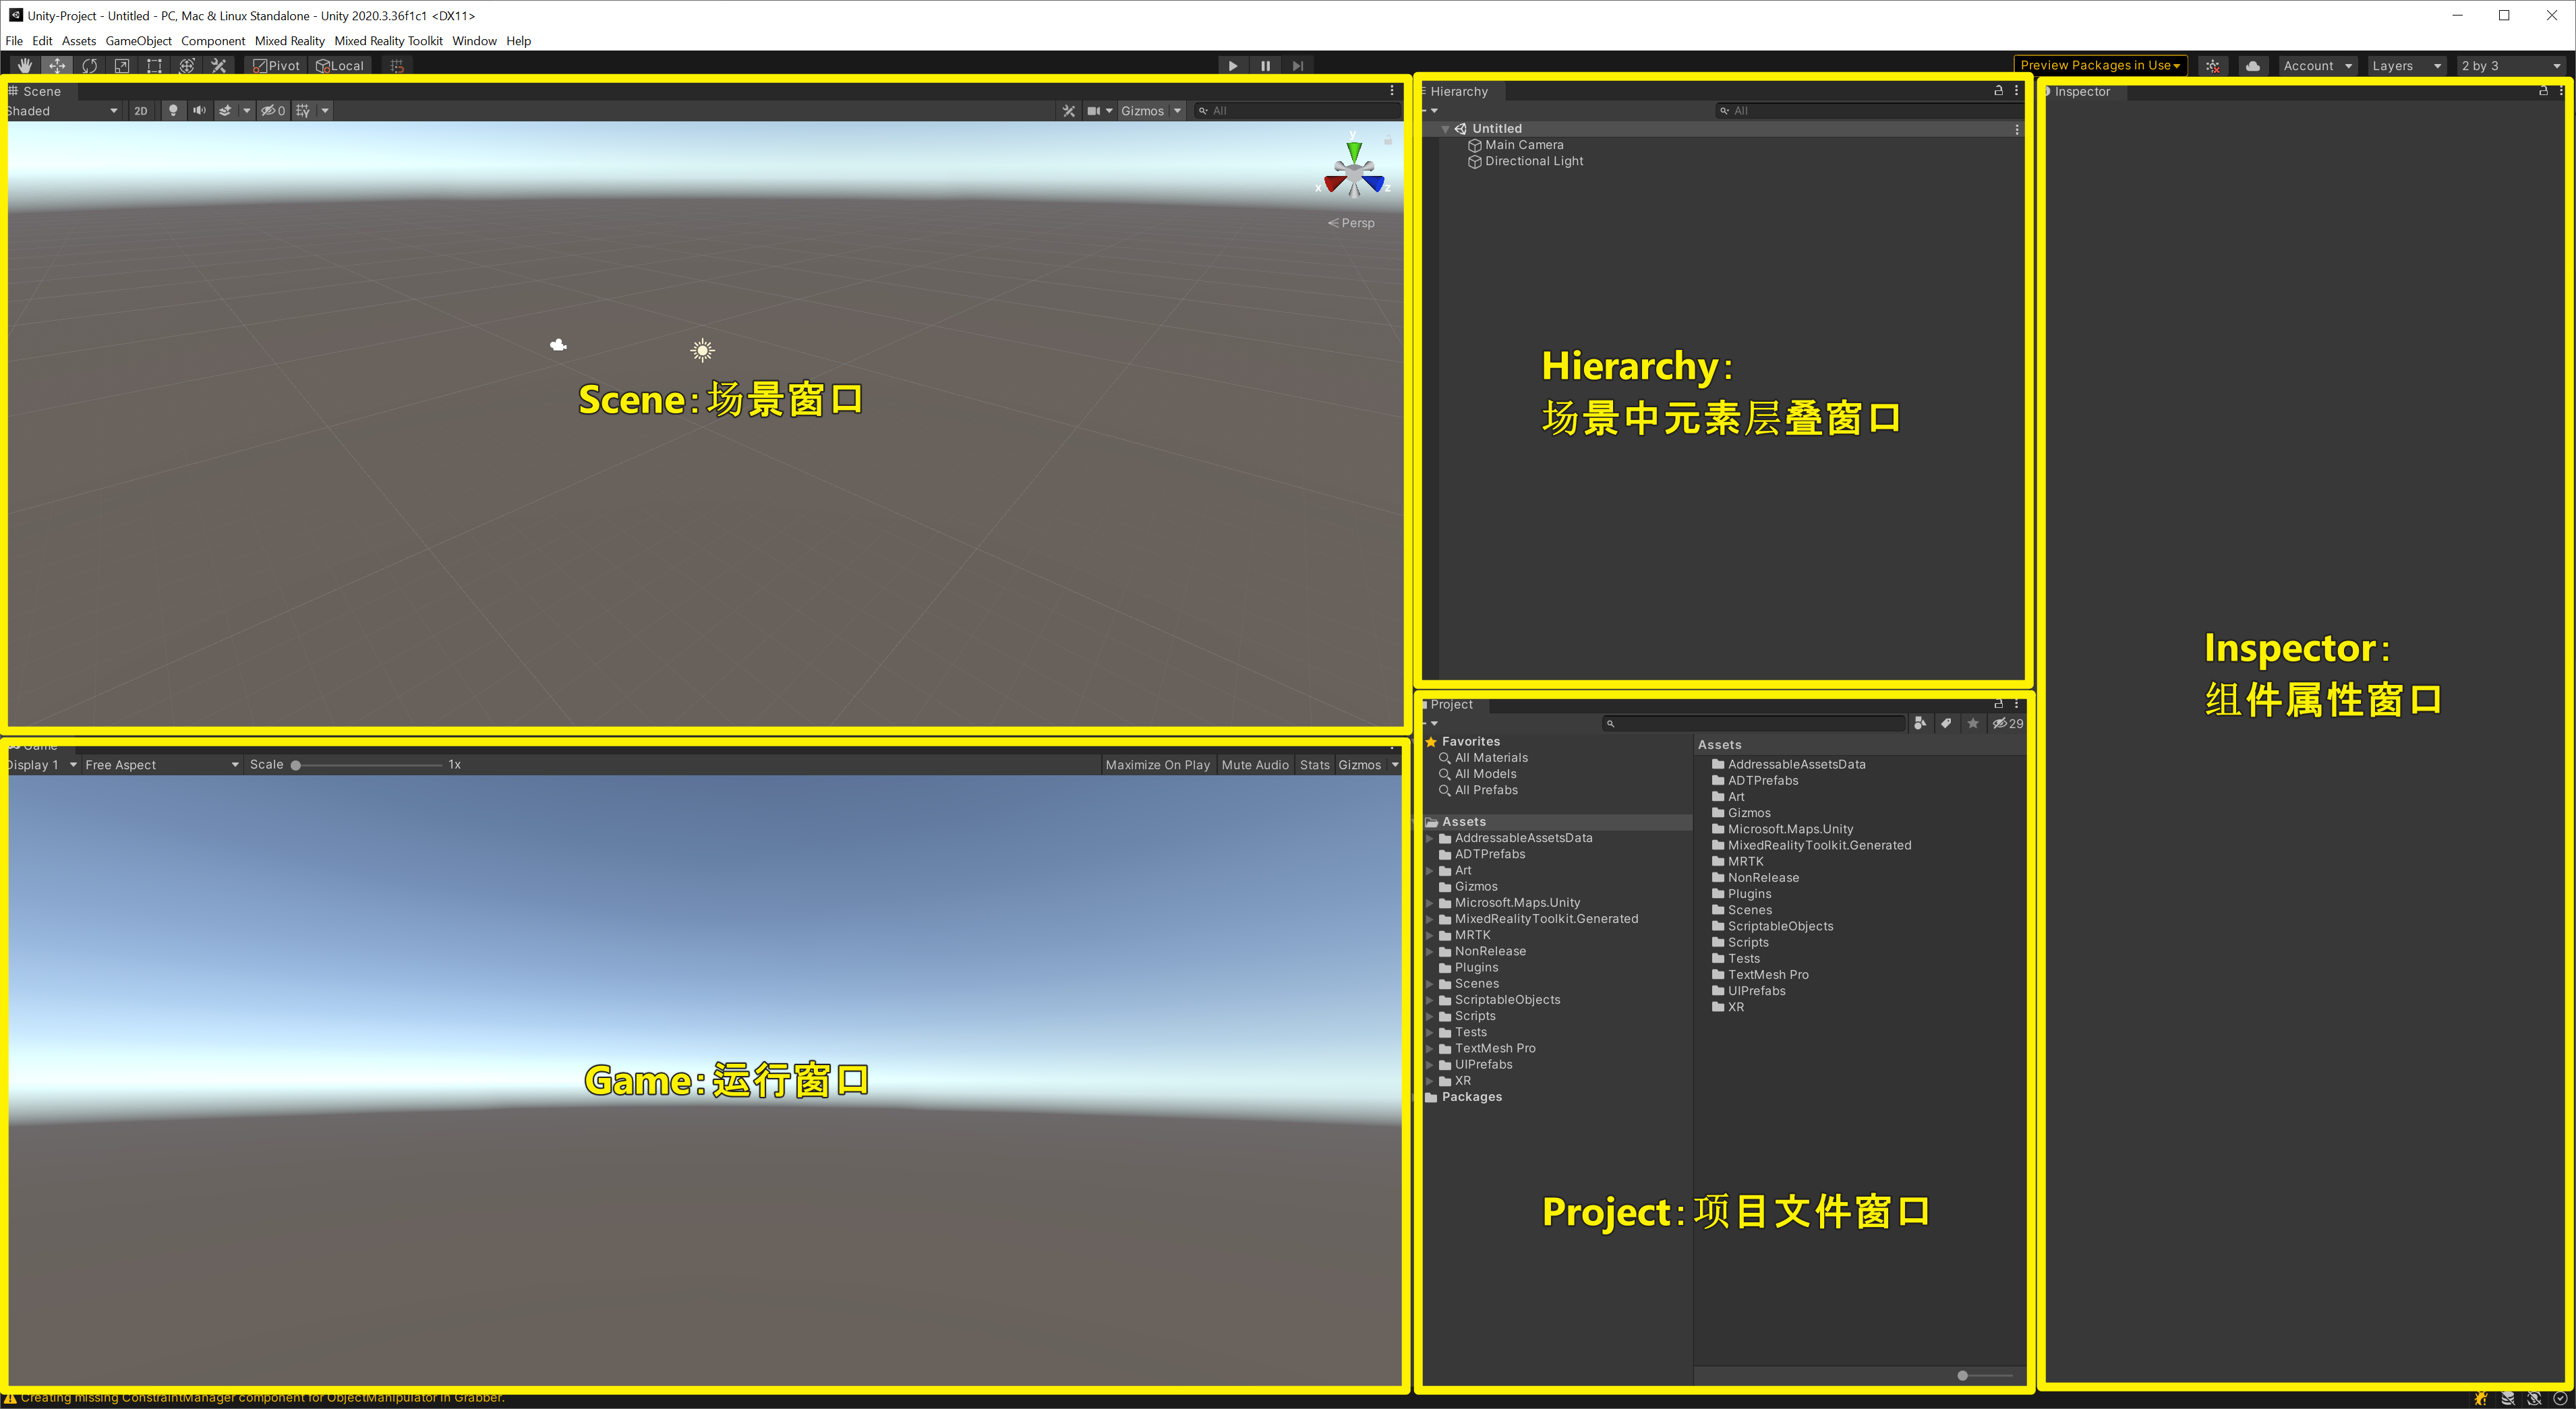 Unity-Project - Untitled - PC, Mac & Linux Standalone - Unity 2020.3.36f1c1 <DX11>
File Edit Assets GameObject Component Mixed Reality Mixed Reality Toolkit Window Help
Pivot Local
Preview Packages in Use Account Layers 2 by 3
Scene
Shaded 2D 0 Gizmos All
y
x z
Persp
Scene:场景窗口
Game
Display 1 Free Aspect Scale 1x Maximize On Play Mute Audio Stats Gizmos
Game:运行窗口
Hierarchy
All
Untitled
Main Camera
Directional Light
Hierarchy:
场景中元素层叠窗口
Project
29
Favorites
All Materials
All Models
All Prefabs
Assets
AddressableAssetsData
ADTPrefabs
Art
Gizmos
Microsoft.Maps.Unity
MixedRealityToolkit.Generated
MRTK
NonRelease
Plugins
Scenes
ScriptableObjects
Scripts
Tests
TextMesh Pro
UIPrefabs
XR
Packages
Assets
AddressableAssetsData
ADTPrefabs
Art
Gizmos
Microsoft.Maps.Unity
MixedRealityToolkit.Generated
MRTK
NonRelease
Plugins
Scenes
ScriptableObjects
Scripts
Tests
TextMesh Pro
UIPrefabs
XR
Project:项目文件窗口
Inspector
Inspector:
组件属性窗口
Creating missing ConstraintManager component for ObjectManipulator in Grabber.